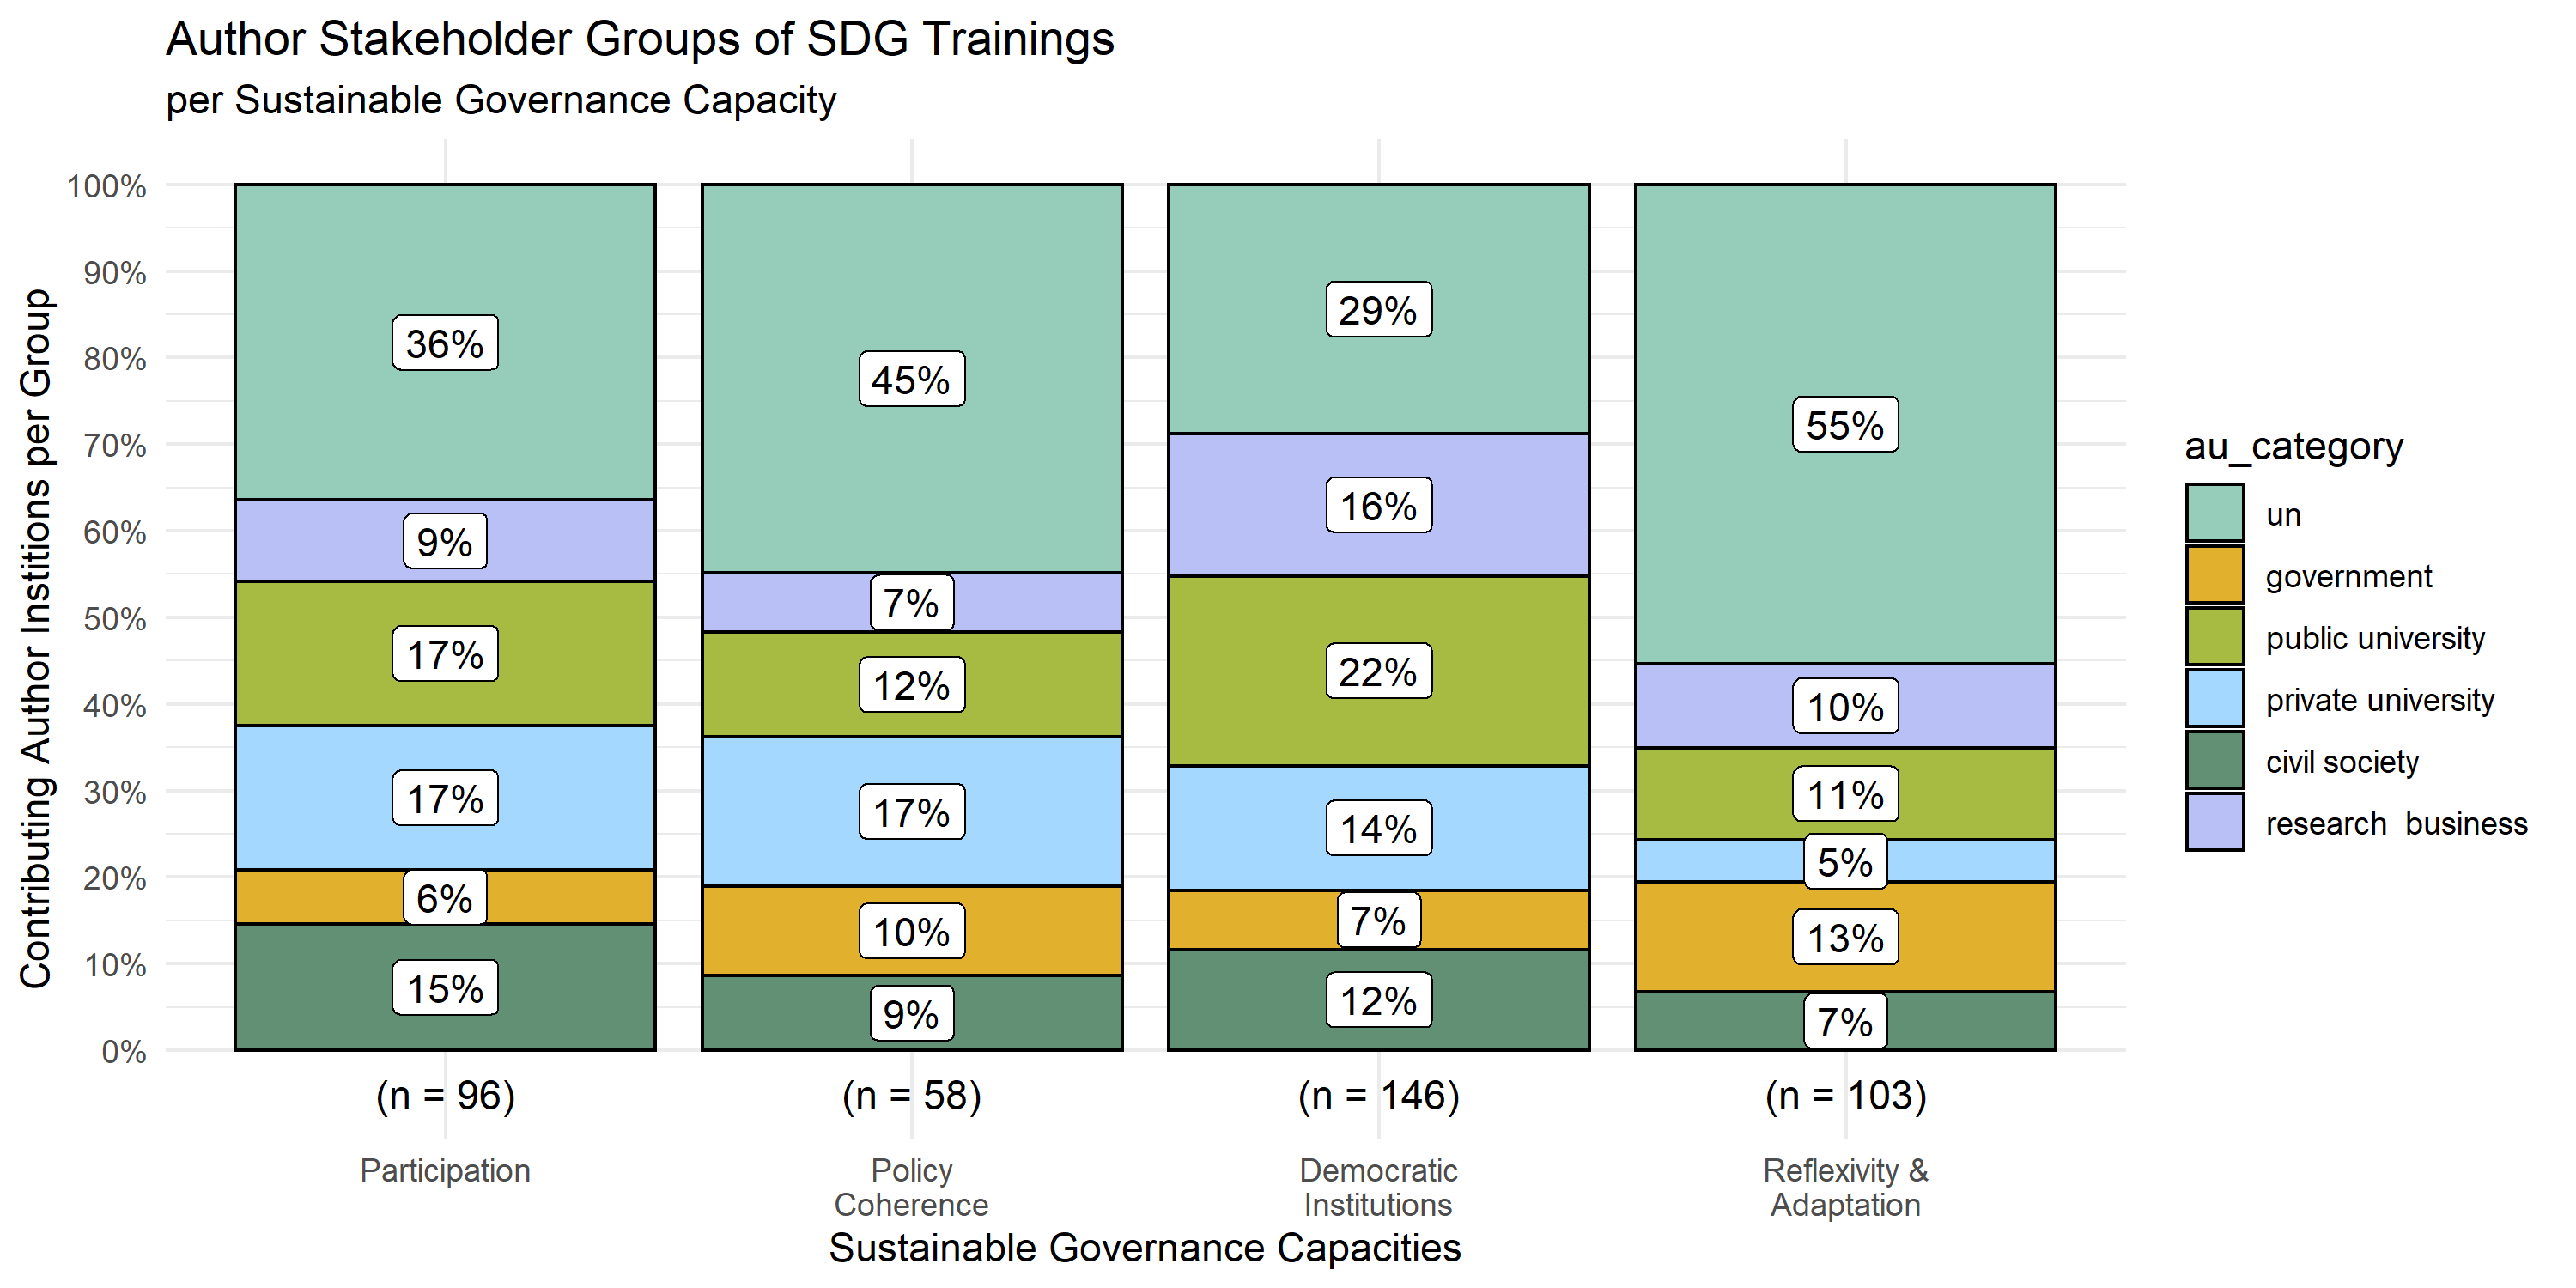 Author Stakeholder Groups of SDG Trainings
per Sustainable Governance Capacity
Contributing Author Institions per Group
100%
90%
80%
70%
60%
50%
40%
30%
20%
10%
0%
36%
9%
17%
17%
6%
15%
45%
7%
12%
17%
10%
9%
29%
16%
22%
14%
7%
12%
55%
10%
11%
5%
13%
7%
(n = 96)
(n = 58)
(n = 146)
(n = 103)
Participation
Policy
Coherence
Democratic
Institutions
Reflexivity &
Adaptation
Sustainable Governance Capacities
au_category
un
government
public university
private university
civil society
research  business